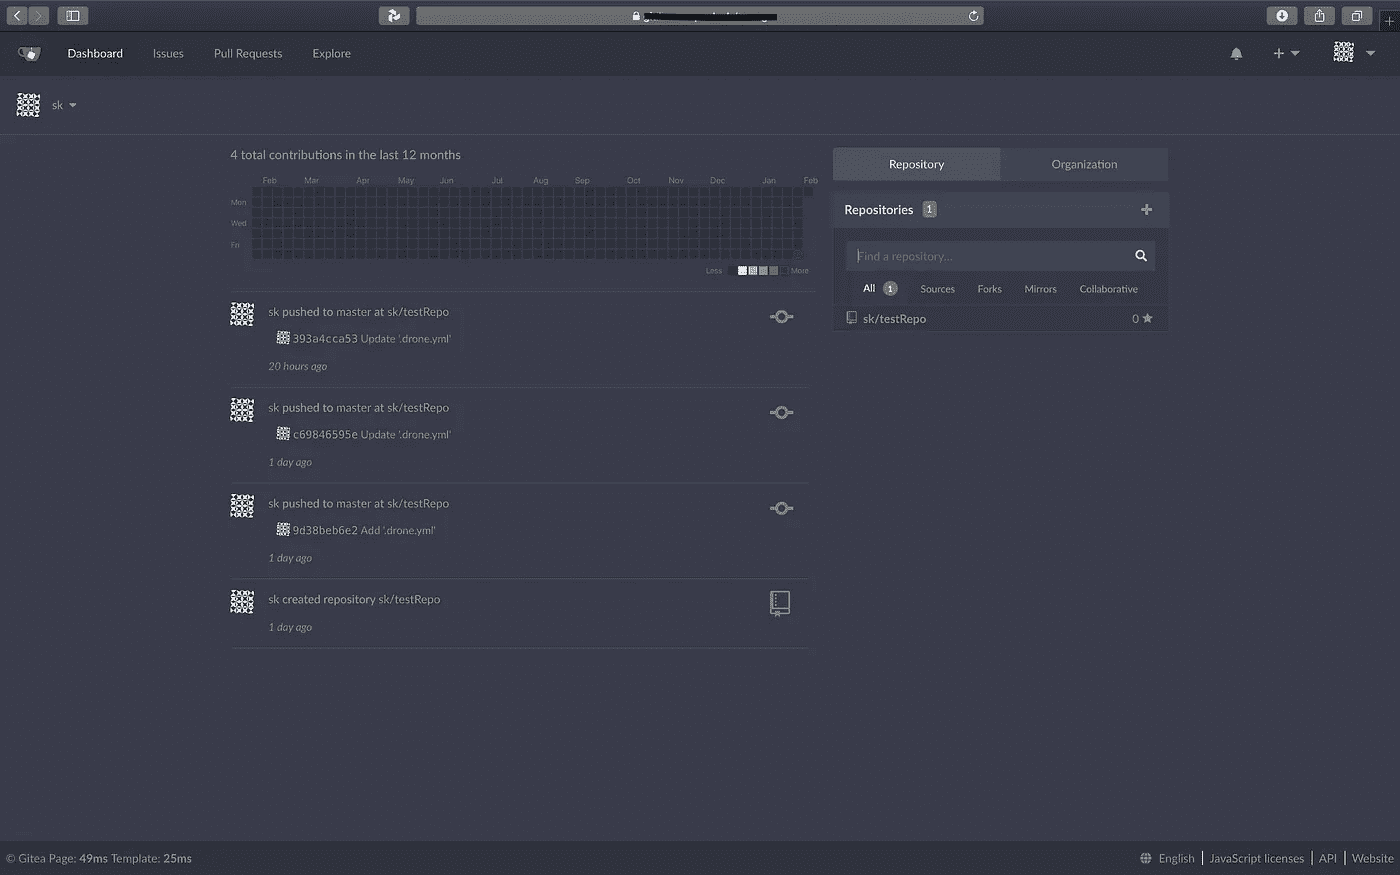 Dashboard Issues Pull Requests Explore
sk
4 total contributions in the last 12 months
Feb Mar Apr May Jun Jul Aug Sep Oct Nov Dec Jan Feb
Mon
Wed
Fri
Less More
sk pushed to master at sk/testRepo
393a4cca53 Update '.drone.yml'
20 hours ago
sk pushed to master at sk/testRepo
c69846595e Update '.drone.yml'
1 day ago
sk pushed to master at sk/testRepo
9d38beb6e2 Add '.drone.yml'
1 day ago
sk created repository sk/testRepo
1 day ago
Repository Organization
Repositories 1
Find a repository...
All 1 Sources Forks Mirrors Collaborative
sk/testRepo 0
© Gitea Page: 49ms Template: 25ms
English JavaScript licenses API Website